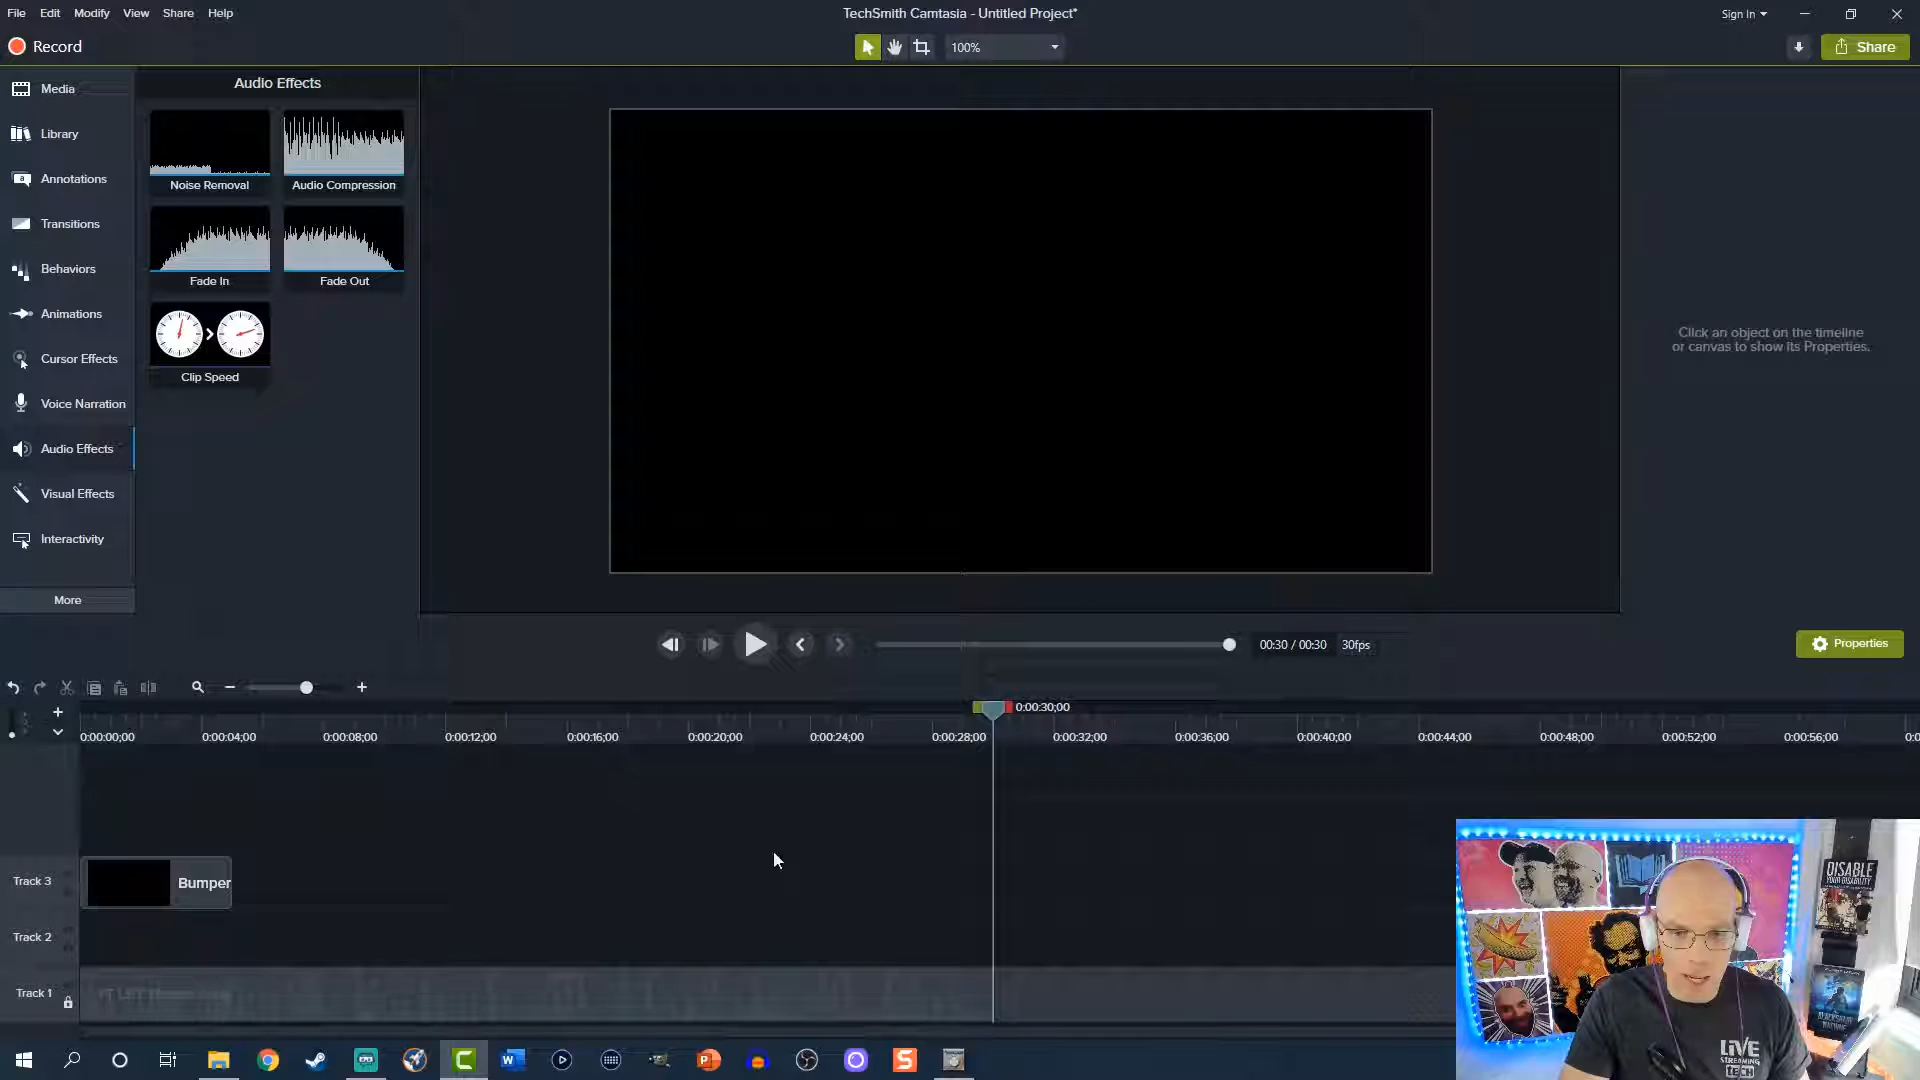 File Edit Modify View Share Help
TechSmith Camtasia - Untitled Project*
Sign In
Record
100%
Share
Media
Library
Annotations
Transitions
Behaviors
Animations
Cursor Effects
Voice Narration
Audio Effects
Visual Effects
Interactivity
More
Audio Effects
Noise Removal
Audio Compression
Fade In
Fade Out
Clip Speed
Click an object on the timeline
or canvas to show its Properties.
00:30 / 00:30 30fps
Properties
0:00:30;00
0:00:00;00 0:00:04;00 0:00:08;00 0:00:12;00 0:00:16;00 0:00:20;00 0:00:24;00 0:00:28;00 0:00:32;00 0:00:36;00 0:00:40;00 0:00:44;00 0:00:48;00 0:00:52;00 0:00:56;00
Track 3
Bumper
Track 2
Track 1
DISABLE
YOUR DISABILITY
LiVE
STREAMING
TECH